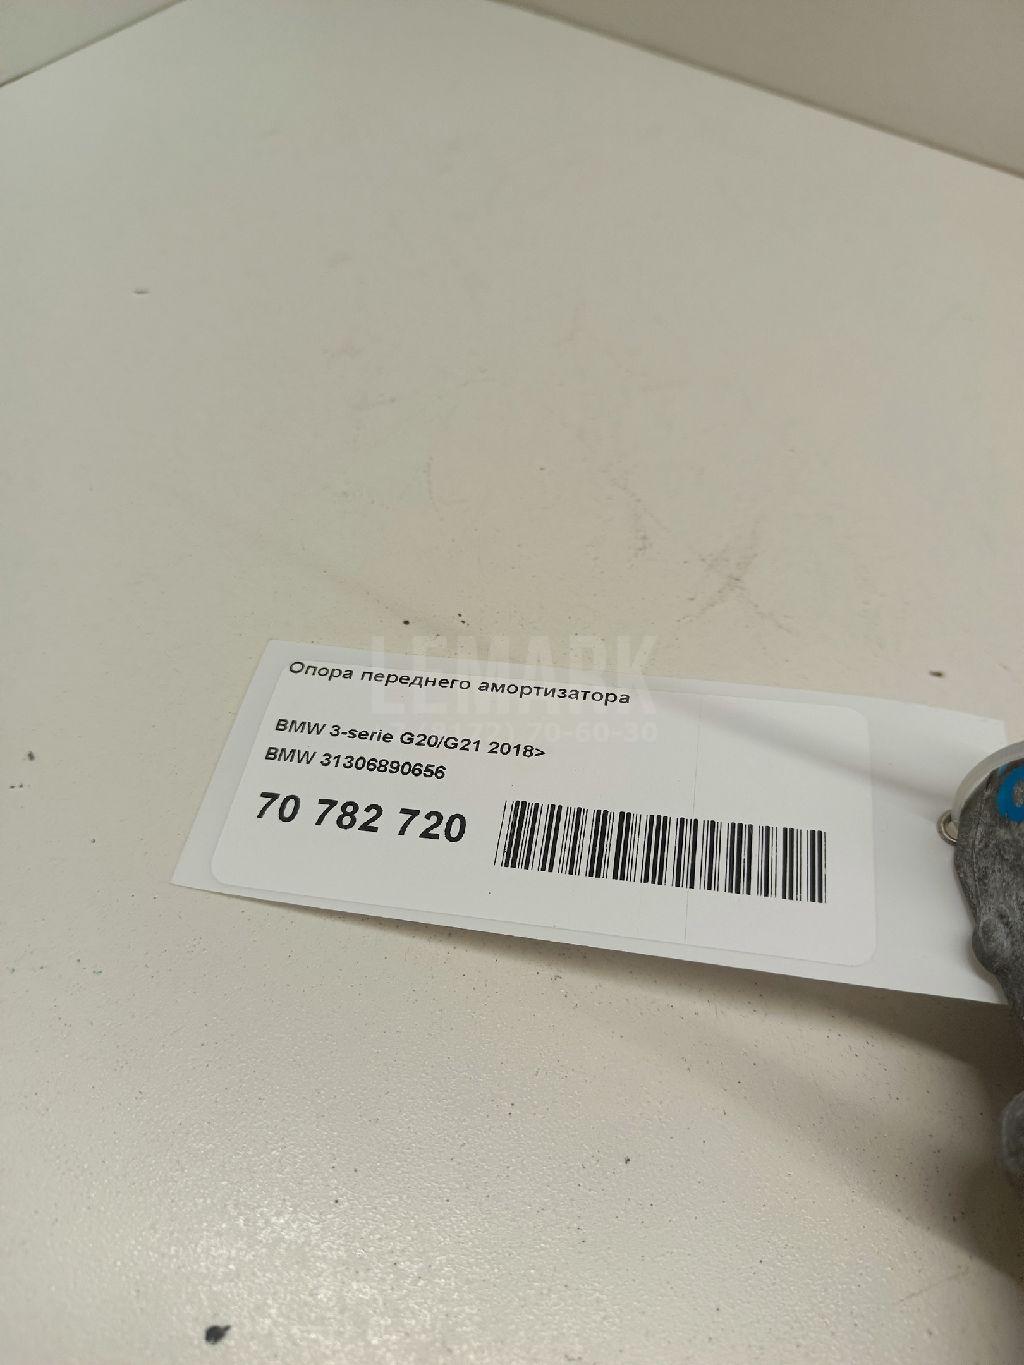 LEMARK
Опора переднего амортизатора
BMW 3-serie G20/G21 2018>
BMW 31306890656
70 782 720